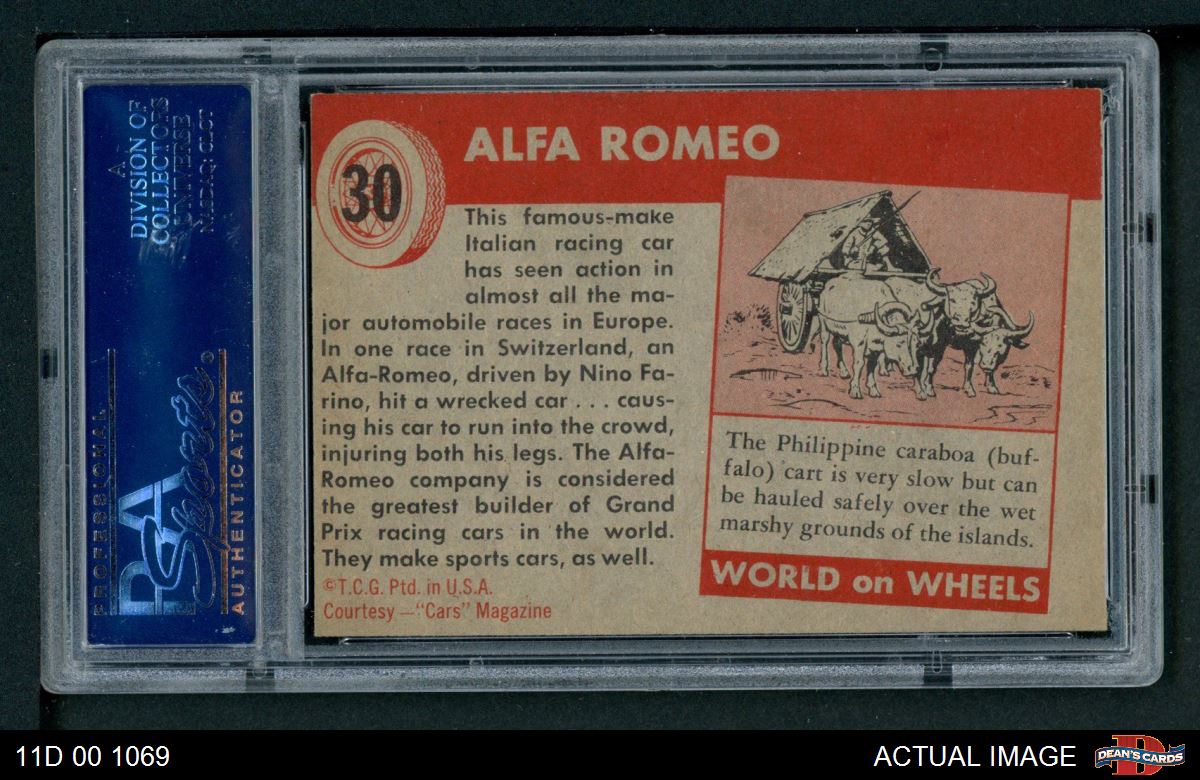 A
DIVISION OF
COLLECTORS
UNIVERSE
NASDAQ: CLCT
PROFESSIONAL
PSA
Sports®
AUTHENTICATOR
30
ALFA ROMEO
This famous-make
Italian racing car
has seen action in
almost all the ma-
jor automobile races in Europe.
In one race in Switzerland, an
Alfa-Romeo, driven by Nino Fa-
rino, hit a wrecked car . . . caus-
ing his car to run into the crowd,
injuring both his legs. The Alfa-
Romeo company is considered
the greatest builder of Grand
Prix racing cars in the world.
They make sports cars, as well.
©T.C.G. Ptd. in U.S.A.
Courtesy —"Cars" Magazine
The Philippine caraboa (buf-
falo) cart is very slow but can
be hauled safely over the wet
marshy grounds of the islands.
WORLD on WHEELS
11D 00 1069
ACTUAL IMAGE
D
DEAN'S CARDS